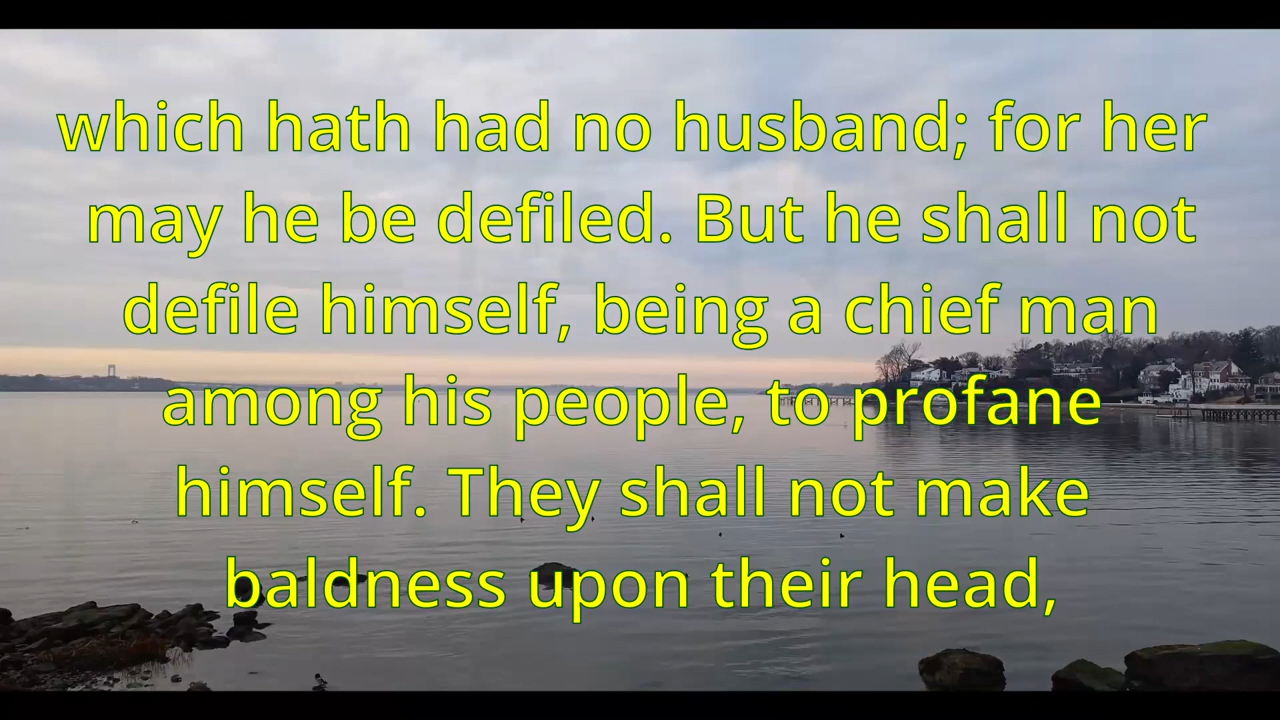 which hath had no husband; for her
may he be defiled. But he shall not
defile himself, being a chief man
among his people, to profane
himself. They shall not make
baldness upon their head,